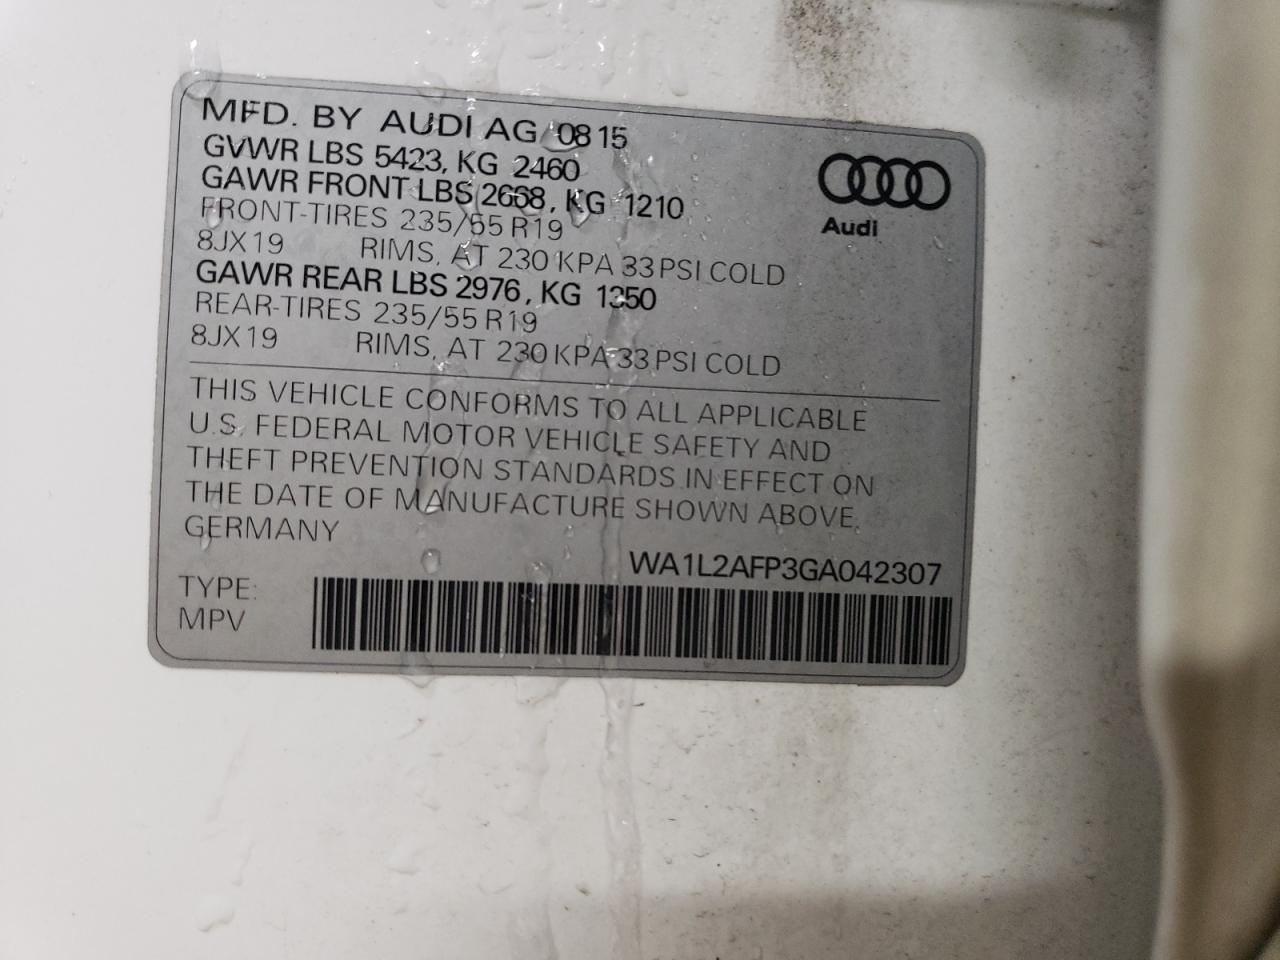 MFD. BY AUDI AG 0815
GVWR LBS 5423, KG 2460
GAWR FRONT LBS 2668, KG 1210
FRONT-TIRES 235/55 R19
8JX19 RIMS, AT 230 KPA 33 PSI COLD
GAWR REAR LBS 2976, KG 1350
REAR-TIRES 235/55 R19
8JX19 RIMS, AT 230 KPA 33 PSI COLD
Audi
THIS VEHICLE CONFORMS TO ALL APPLICABLE
U.S. FEDERAL MOTOR VEHICLE SAFETY AND
THEFT PREVENTION STANDARDS IN EFFECT ON
THE DATE OF MANUFACTURE SHOWN ABOVE.
GERMANY
WA1L2AFP3GA042307
TYPE:
MPV